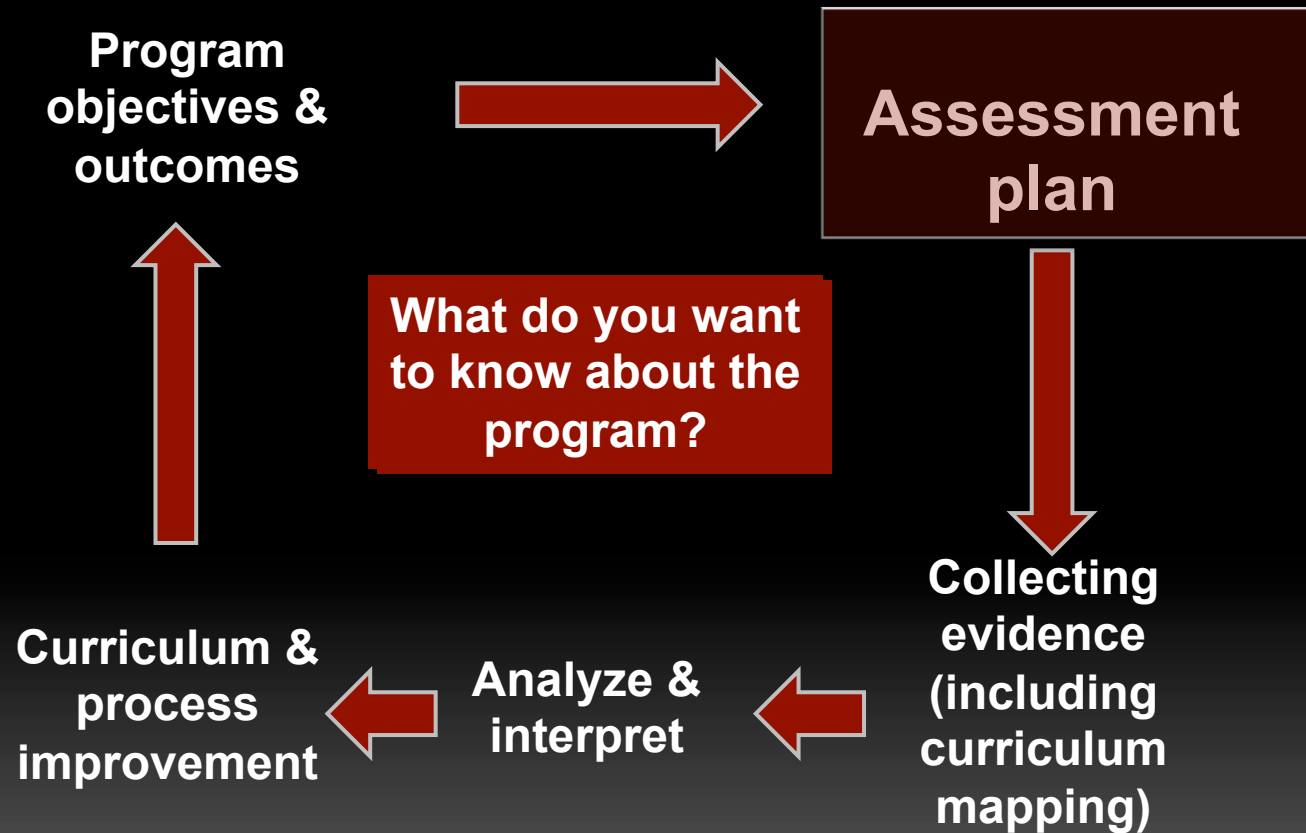 Program
objectives &
outcomes
Assessment
plan
What do you want
to know about the
program?
Collecting
evidence
(including
curriculum
mapping)
Analyze &
interpret
Curriculum &
process
improvement